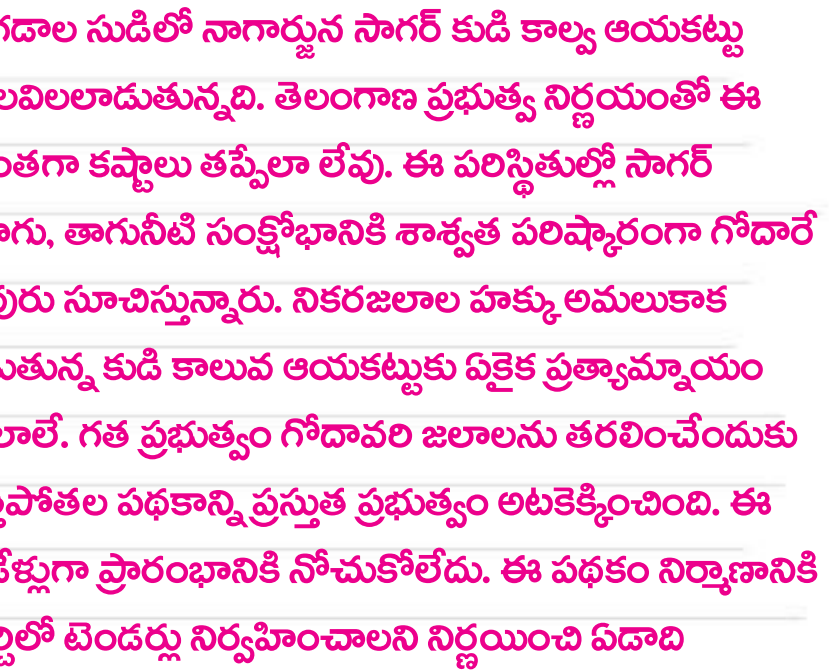 గడాల సుడిలో నాగార్జున సాగర్ కుడి కాల్వ ఆయకట్టు
లవిలలాడుతున్నది. తెలంగాణ ప్రభుత్వ నిర్ణయంతో ఈ
ంతగా కష్టాలు తప్పేలా లేవు. ఈ పరిస్థితుల్లో సాగర్
ాగు, తాగునీటి సంక్షోభానికి శాశ్వత పరిష్కారంగా గోదారే
వురు సూచిస్తున్నారు. నికరజలాల హక్కు అమలుకాక
తున్న కుడి కాలువ ఆయకట్టుకు ఏకైక ప్రత్యామ్నాయం
లాలే. గత ప్రభుత్వం గోదావరి జలాలను తరలించేందుకు
పోతల పథకాన్ని ప్రస్తుత ప్రభుత్వం అటకెక్కించింది. ఈ
డేళ్లుగా ప్రారంభానికి నోచుకోలేదు. ఈ పథకం నిర్మాణానికి
ర్చిలో టెండర్లు నిర్వహించాలని నిర్ణయించి ఏడాది